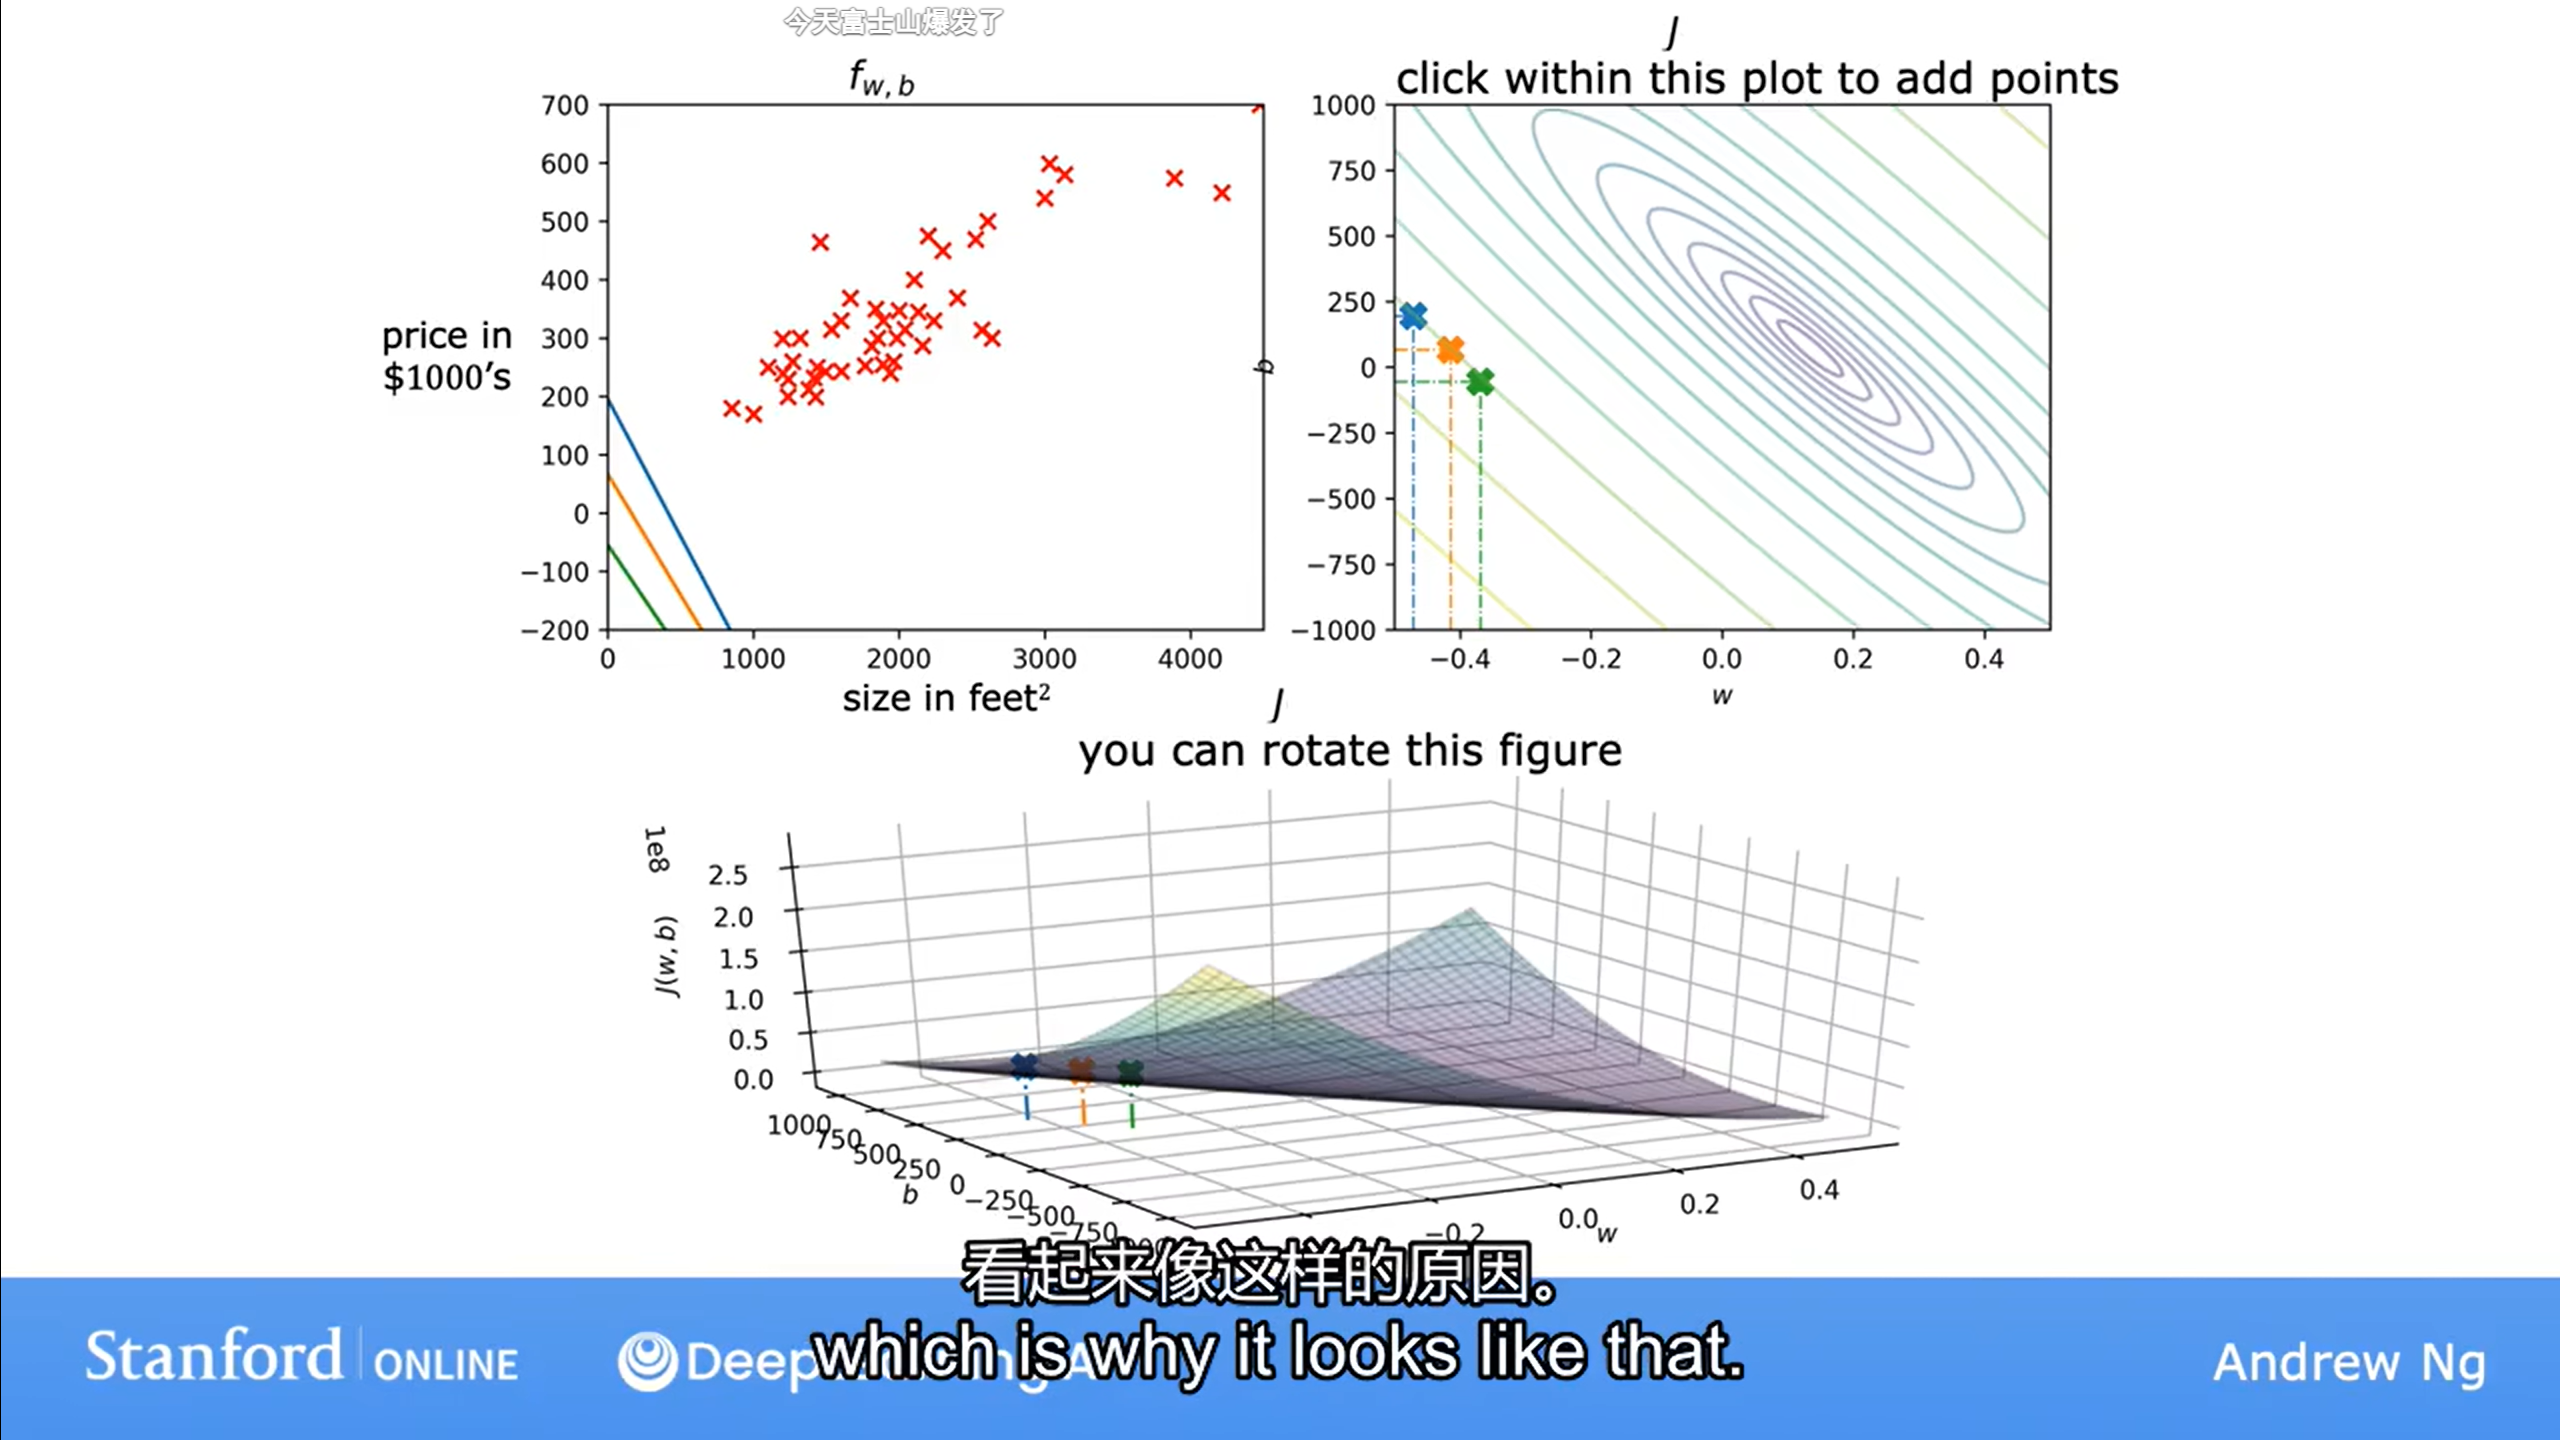 今天富士山爆发了
f_{w, b}
700
600
500
400
300
200
100
0
−100
−200
price in
$1000’s
0 1000 2000 3000 4000
size in feet²
J
click within this plot to add points
1000
750
500
250
0
−250
−500
−750
−1000
b
−0.4 −0.2 0.0 0.2 0.4
w
J
you can rotate this figure
1e8
J(w, b)
2.5
2.0
1.5
1.0
0.5
0.0
1000
750
500
250
0
−250
−500
−750
b
−0.2
0.0
0.2
0.4
w
看起来像这样的原因。
which is why it looks like that.
Stanford ONLINE
Deep
Andrew Ng